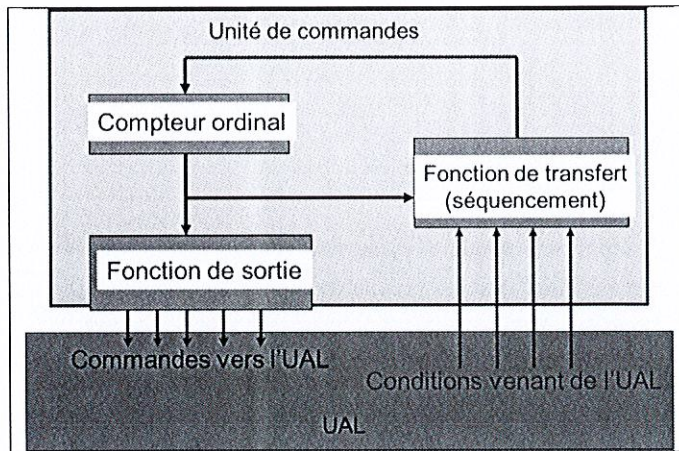 Unité de commandes
Compteur ordinal
Fonction de transfert
(séquencement)
Fonction de sortie
Commandes vers l'UAL
Conditions venant de l'UAL
UAL